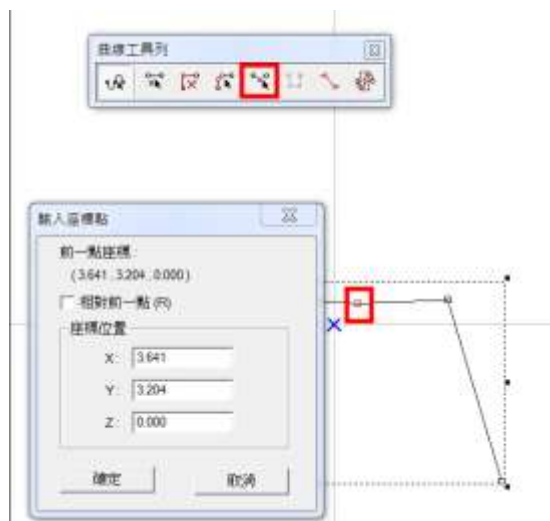 曲線工具列
輸入座標點
前一點座標:
(3.641 , 3.204 , 0.000)
相對前一點 (R)
座標位置
X: 3.641
Y: 3.204
Z: 0.000
確定 取消